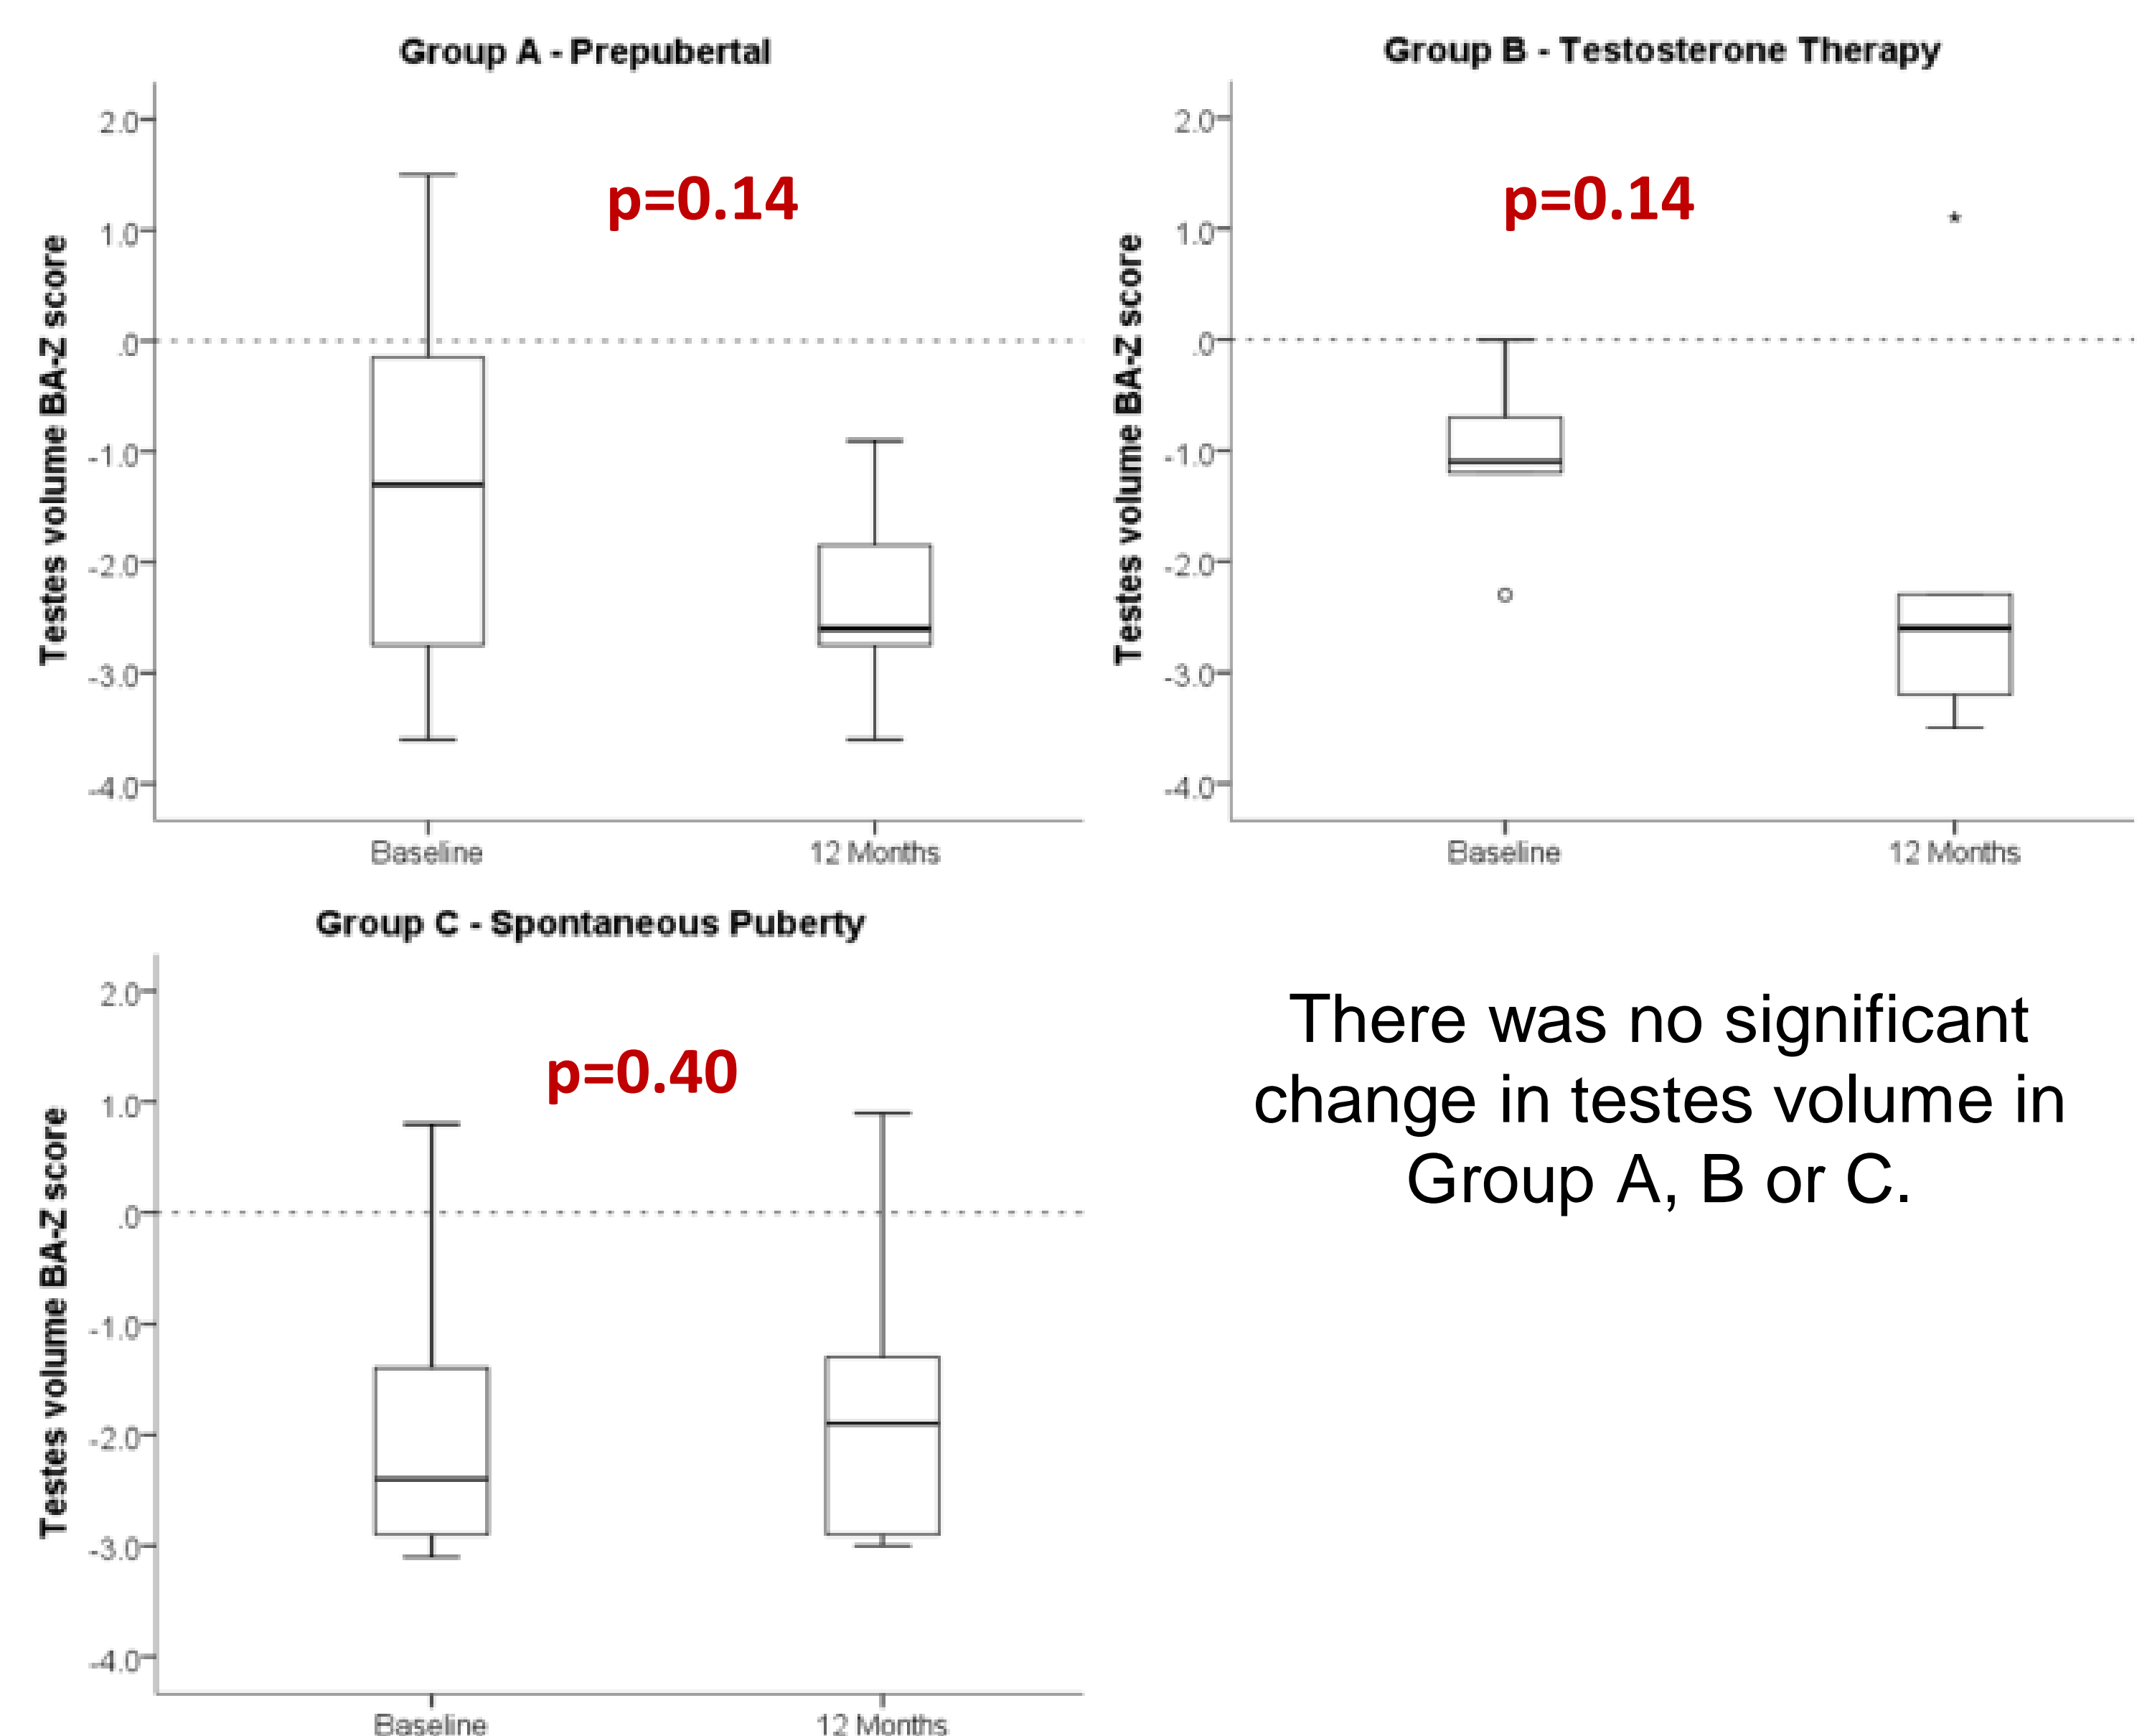 Group A - Prepubertal
Testes volume BA-Z score
2.0
1.0
.0
-1.0
-2.0
-3.0
-4.0
p=0.14
Baseline
12 Months
Group B - Testosterone Therapy
Testes volume BA-Z score
2.0
1.0
.0
-1.0
-2.0
-3.0
-4.0
p=0.14
*
Baseline
12 Months
Group C - Spontaneous Puberty
Testes volume BA-Z score
2.0
1.0
.0
-1.0
-2.0
-3.0
-4.0
p=0.40
Baseline
12 Months
There was no significant
change in testes volume in
Group A, B or C.